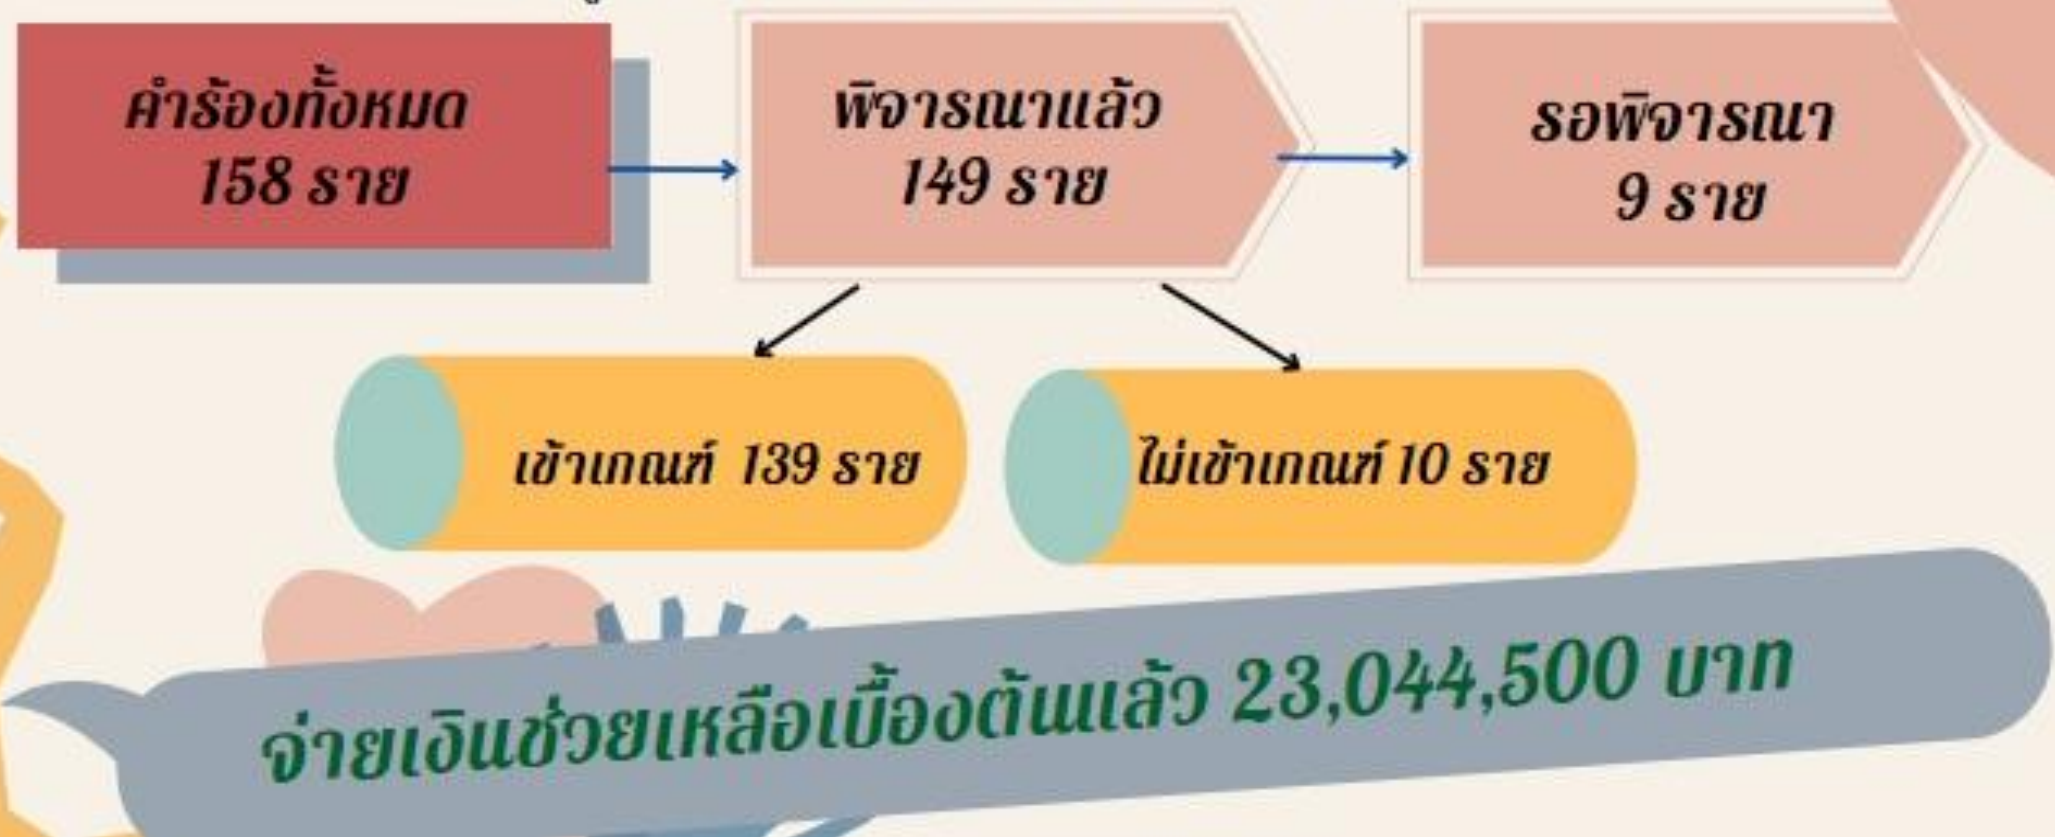 คำร้องทั้งหมด
158 ราย
พิจารณาแล้ว
149 ราย
รอพิจารณา
9 ราย
เข้าเกณฑ์ 139 ราย
ไม่เข้าเกณฑ์ 10 ราย
จ่ายเงินช่วยเหลือเบื้องต้นแล้ว 23,044,500 บาท